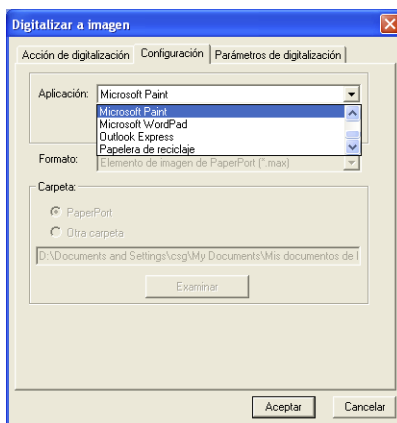 Digitalizar a imagen
Acción de digitalización Configuración Parámetros de digitalización
Aplicación: Microsoft Paint
Microsoft Paint
Microsoft WordPad
Outlook Express
Papelera de reciclaje
Formato: Elemento de imagen de PaperPort (*.max)
Carpeta:
PaperPort
Otra carpeta
D:\Documents and Settings\csg\My Documents\Mis documentos de
Examinar
Aceptar Cancelar